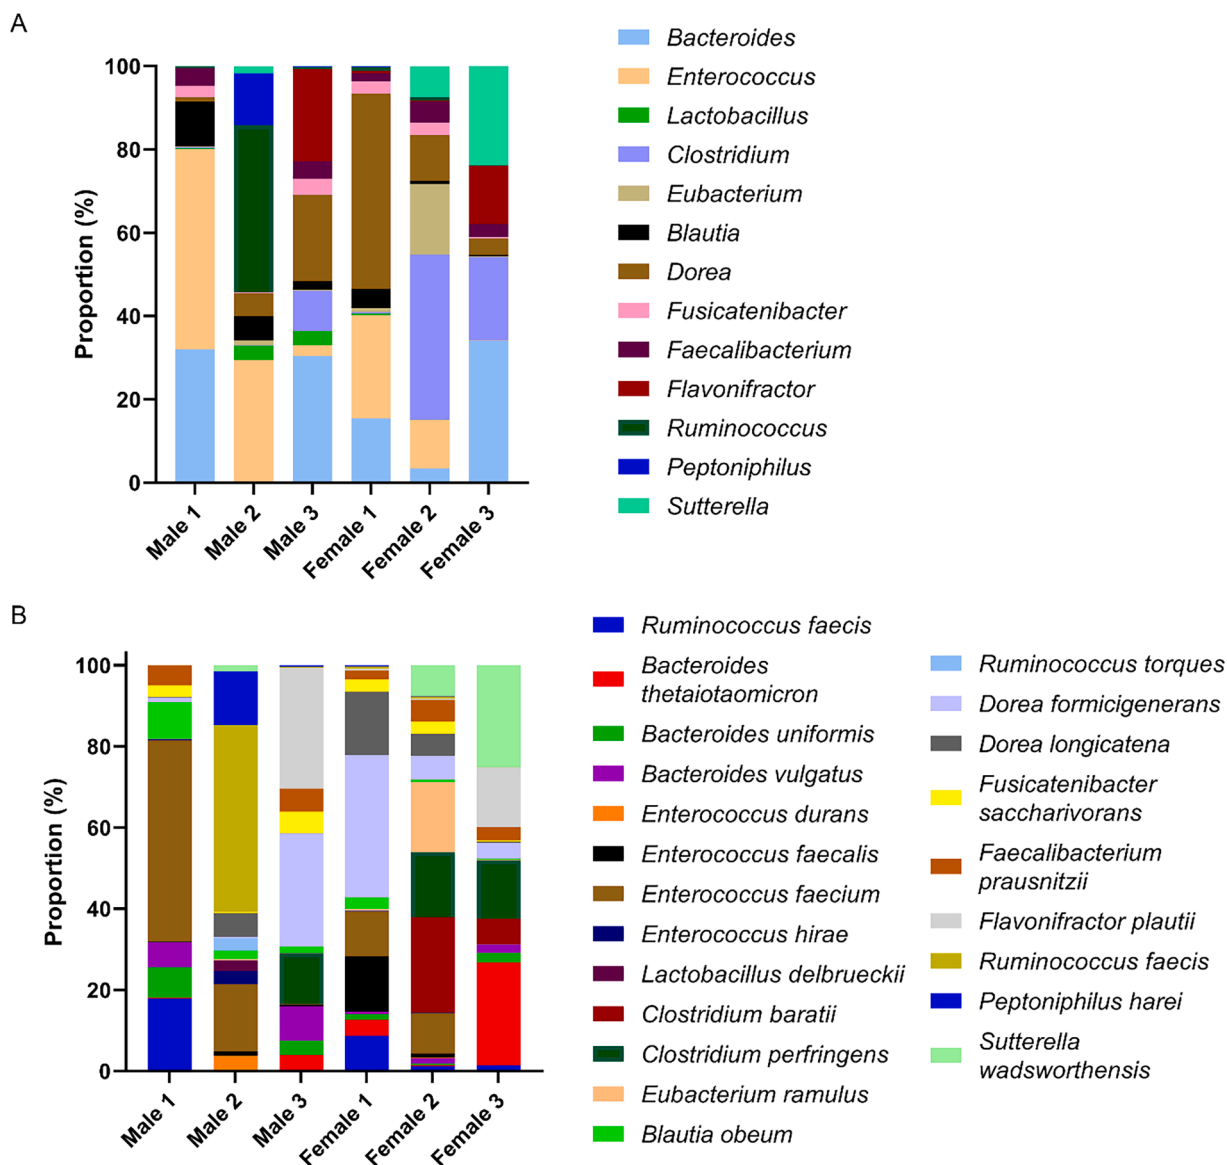 A
Proportion (%)
100
80
60
40
20
0
Male 1
Male 2
Male 3
Female 1
Female 2
Female 3
Bacteroides
Enterococcus
Lactobacillus
Clostridium
Eubacterium
Blautia
Dorea
Fusicatenibacter
Faecalibacterium
Flavonifractor
Ruminococcus
Peptoniphilus
Sutterella
B
Proportion (%)
100
80
60
40
20
0
Male 1
Male 2
Male 3
Female 1
Female 2
Female 3
Ruminococcus faecis
Bacteroides
thetaiotaomicron
Bacteroides uniformis
Bacteroides vulgatus
Enterococcus durans
Enterococcus faecalis
Enterococcus faecium
Enterococcus hirae
Lactobacillus delbrueckii
Clostridium baratii
Clostridium perfringens
Eubacterium ramulus
Blautia obeum
Ruminococcus torques
Dorea formicigenerans
Dorea longicatena
Fusicatenibacter
saccharivorans
Faecalibacterium
prausnitzii
Flavonifractor plautii
Ruminococcus faecis
Peptoniphilus harei
Sutterella
wadsworthensis